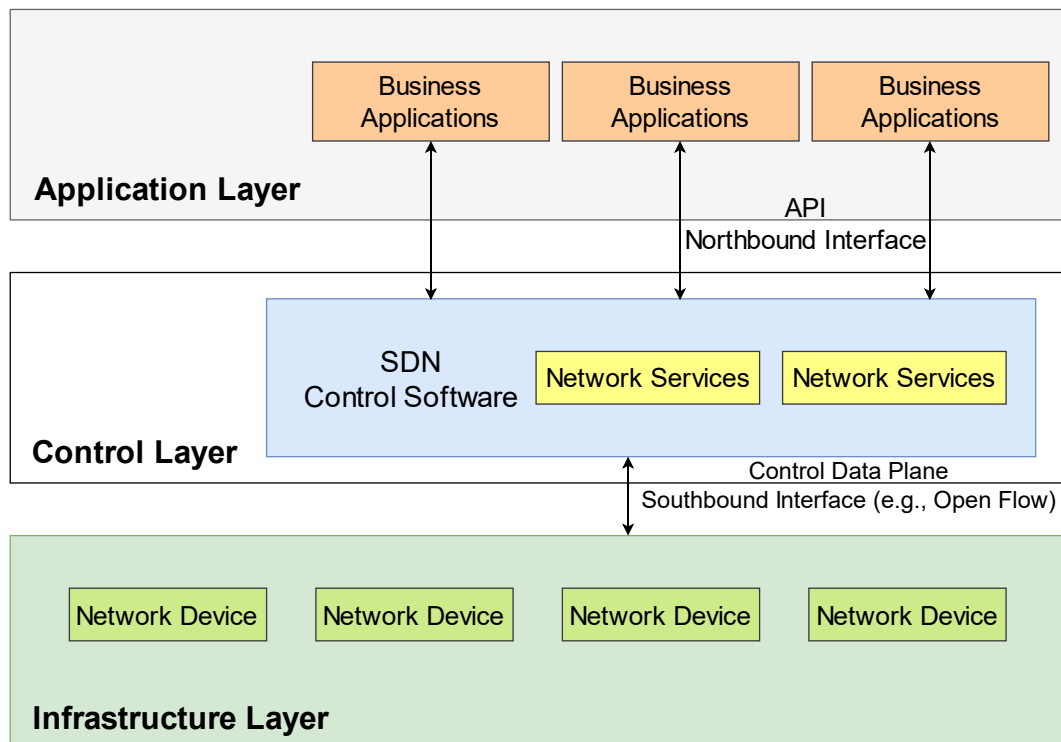 Business
Applications
Business
Applications
Business
Applications
Application Layer
API
Northbound Interface
SDN
Control Software
Network Services
Network Services
Control Layer
Control Data Plane
Southbound Interface (e.g., Open Flow)
Network Device
Network Device
Network Device
Network Device
Infrastructure Layer